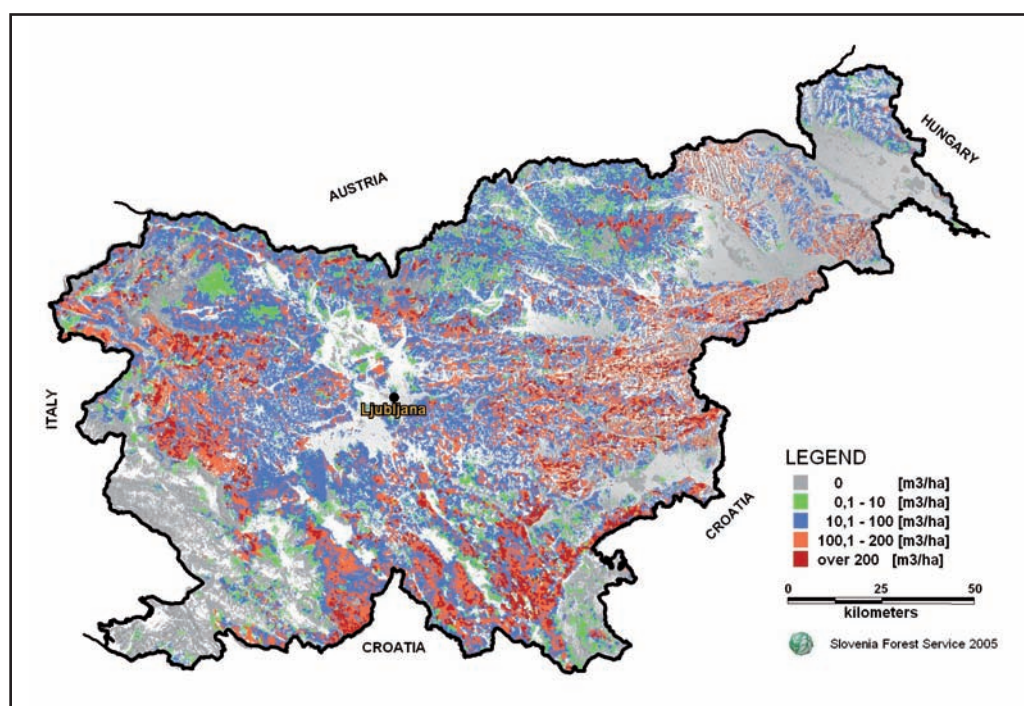 HUNGARY
AUSTRIA
ITALY
Ljubljana
LEGEND
0 [m3/ha]
0,1 - 10 [m3/ha]
10,1 - 100 [m3/ha]
100,1 - 200 [m3/ha]
over 200 [m3/ha]
CROATIA
0 25 50
kilometers
CROATIA
Slovenia Forest Service 2005